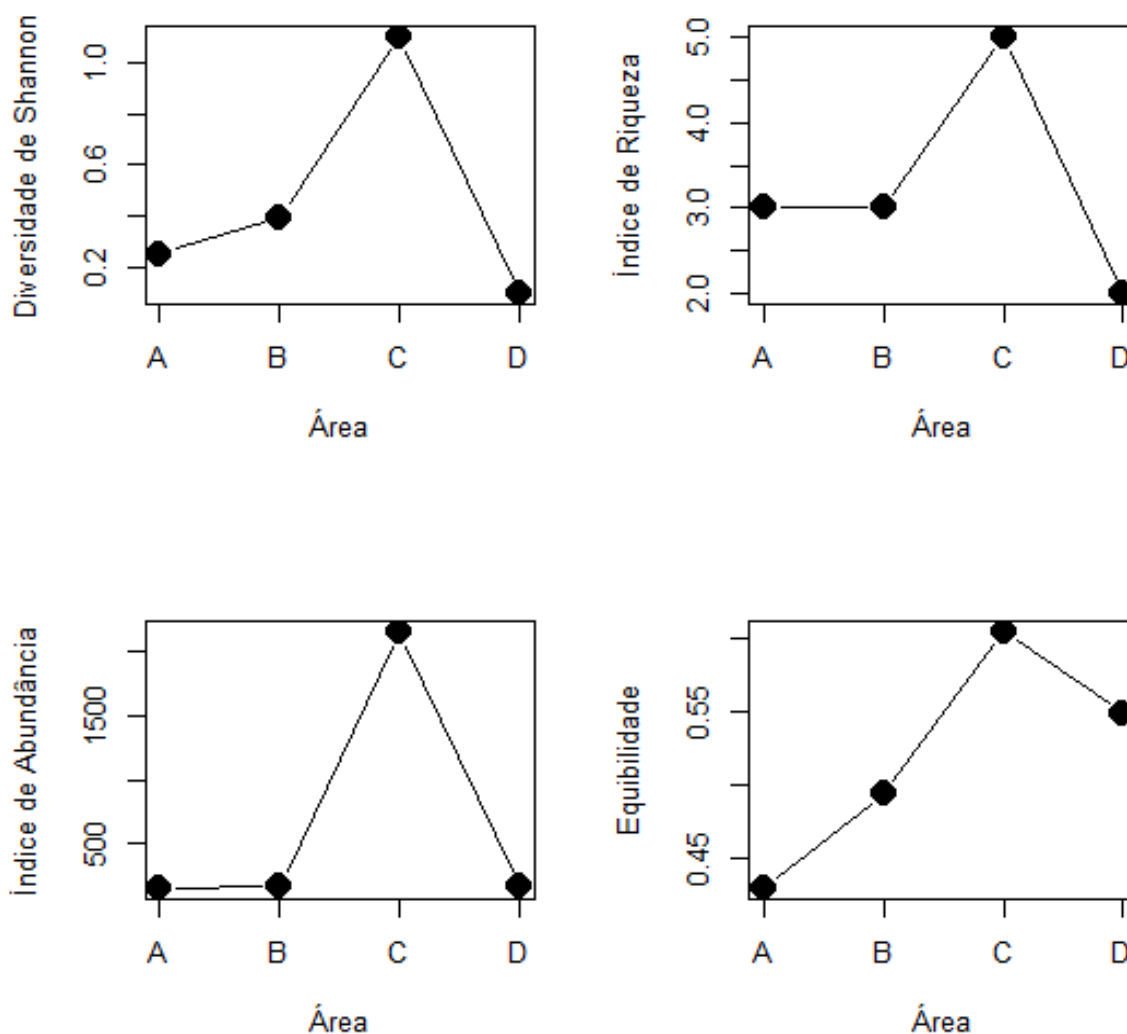 Diversidade de Shannon
1.0
0.6
0.2
A B C D
Área
Índice de Riqueza
5.0
4.0
3.0
2.0
A B C D
Área
Índice de Abundância
1500
500
A B C D
Área
Equibilidade
0.55
0.45
A B C D
Área